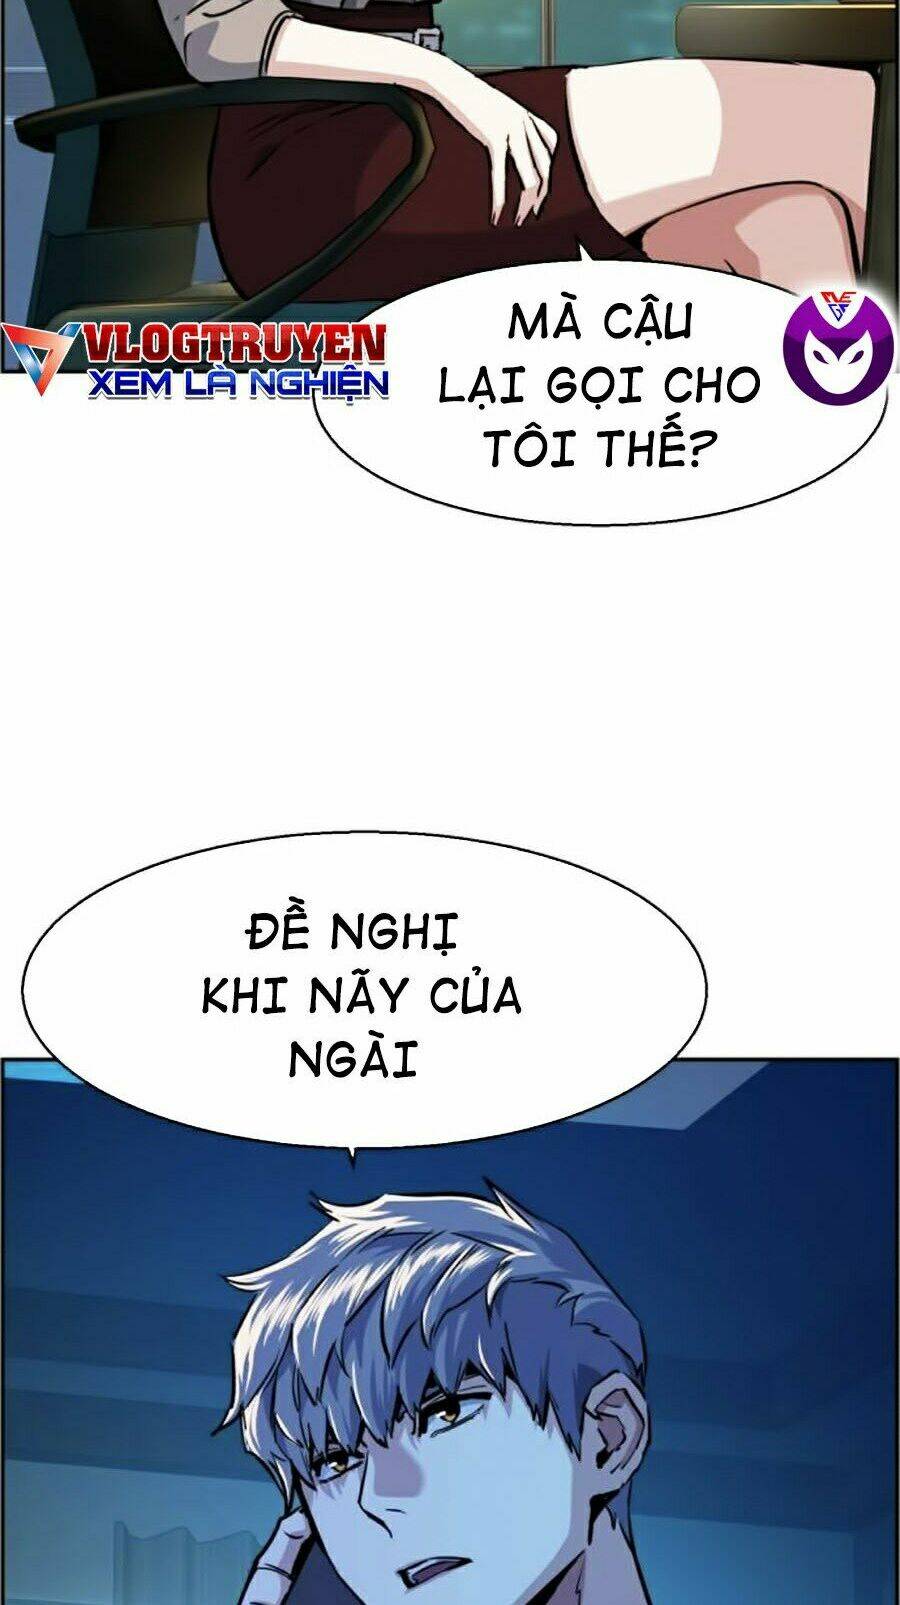 MÀ CẬU
LẠI GỌI CHO
TÔI THẾ?
VLOGTRUYEN
XEM LÀ NGHIỆN
ĐỀ NGHỊ
KHI NÃY CỦA
NGÀI